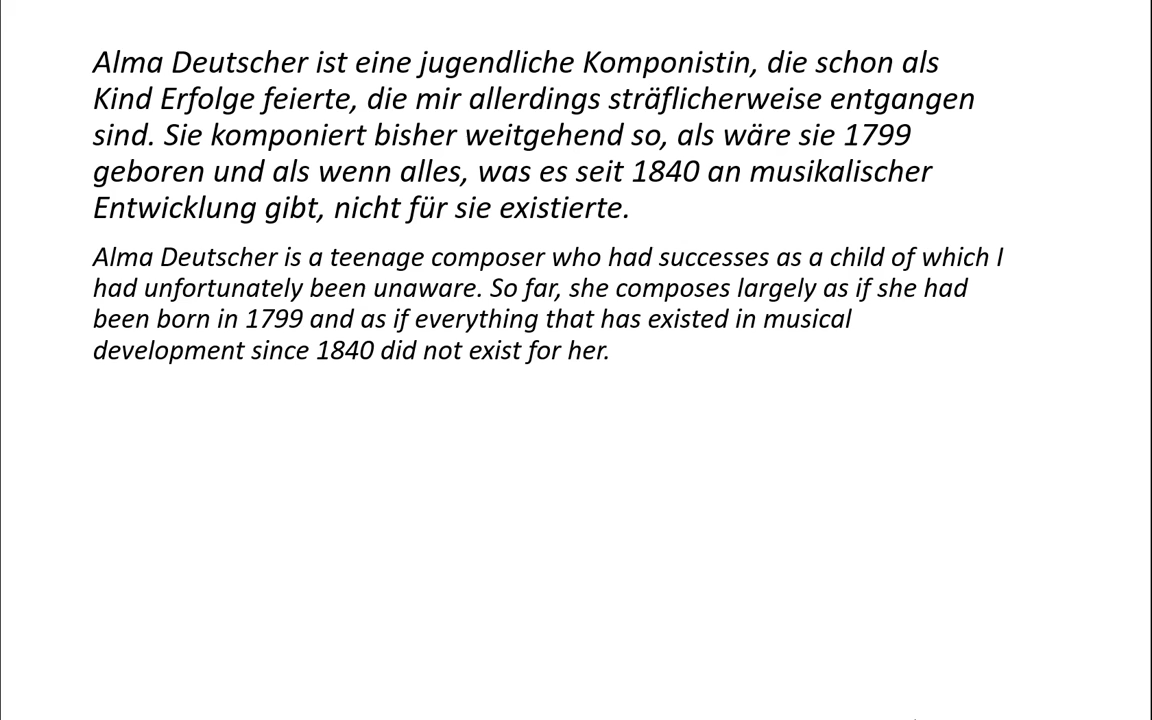 Alma Deutscher ist eine jugendliche Komponistin, die schon als
Kind Erfolge feierte, die mir allerdings sträflicherweise entgangen
sind. Sie komponiert bisher weitgehend so, als wäre sie 1799
geboren und als wenn alles, was es seit 1840 an musikalischer
Entwicklung gibt, nicht für sie existierte.
Alma Deutscher is a teenage composer who had successes as a child of which I
had unfortunately been unaware. So far, she composes largely as if she had
been born in 1799 and as if everything that has existed in musical
development since 1840 did not exist for her.